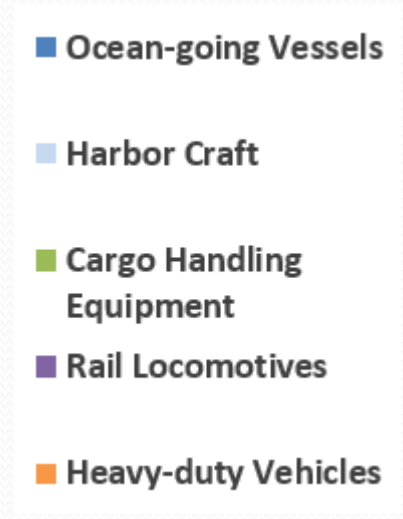 Ocean-going Vessels
Harbor Craft
Cargo Handling
Equipment
Rail Locomotives
Heavy-duty Vehicles